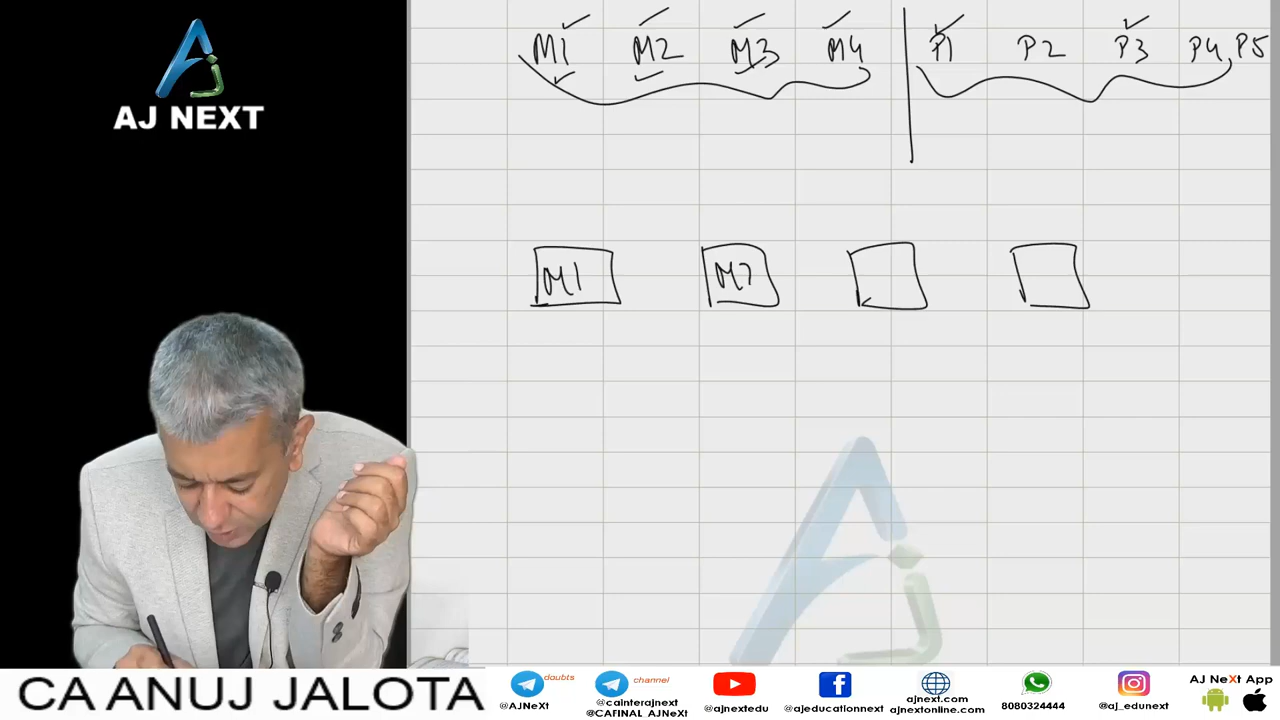 M1 M2 M3 M4 P1 P2 P3 P4 P5
AJ NEXT
M1 M2
CA ANUJ JALOTA
doubts
@AJNeXt
channel
@cainterajnext
@CAFINAL AJNeXt
@ajnextedu
@ajeducationnext
ajnext.com
ajnextonline.com
8080324444
@aj_edunext
AJ NeXt App